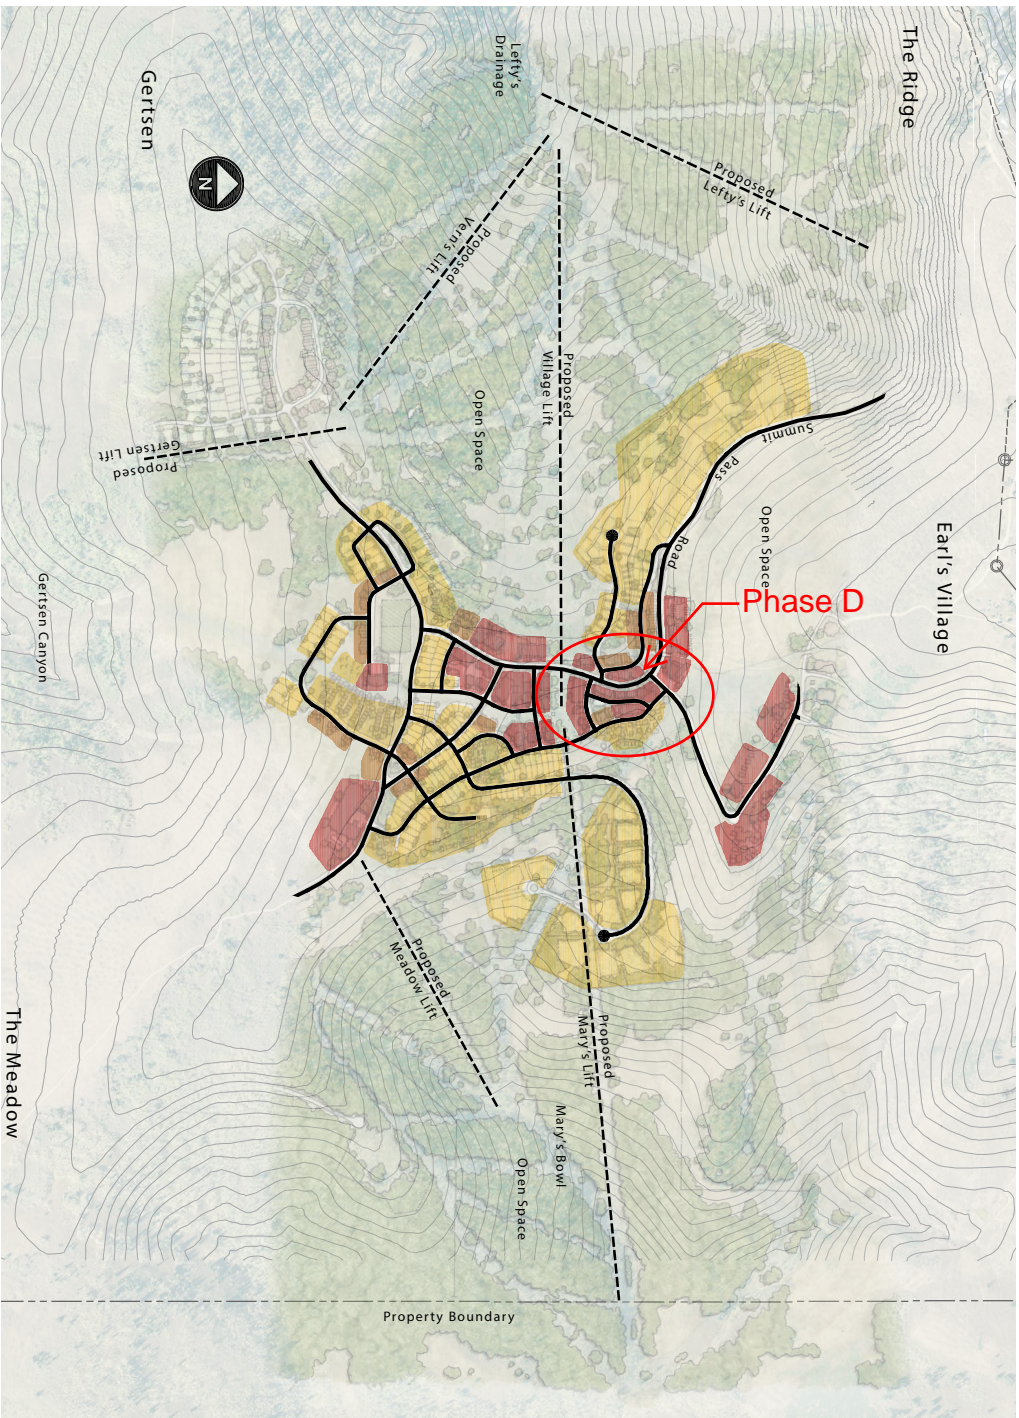 The Ridge
Lefty's
Drainage
Gertsen
N
Proposed
Lefty's Lift
Proposed
Vern's Lift
Proposed
Village Lift
Open Space
Proposed
Gertsen Lift
Summit
Pass
Road
Open Space
Earl's Village
Gertsen Canyon
Phase D
Proposed
Meadow Lift
Proposed
Mary's Lift
The Meadow
Mary's Bowl
Open Space
Property Boundary